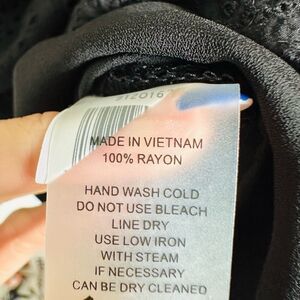 MADE IN VIETNAM
100% RAYON
HAND WASH COLD
DO NOT USE BLEACH
LINE DRY
USE LOW IRON
WITH STEAM
IF NECESSARY
CAN BE DRY CLEANED